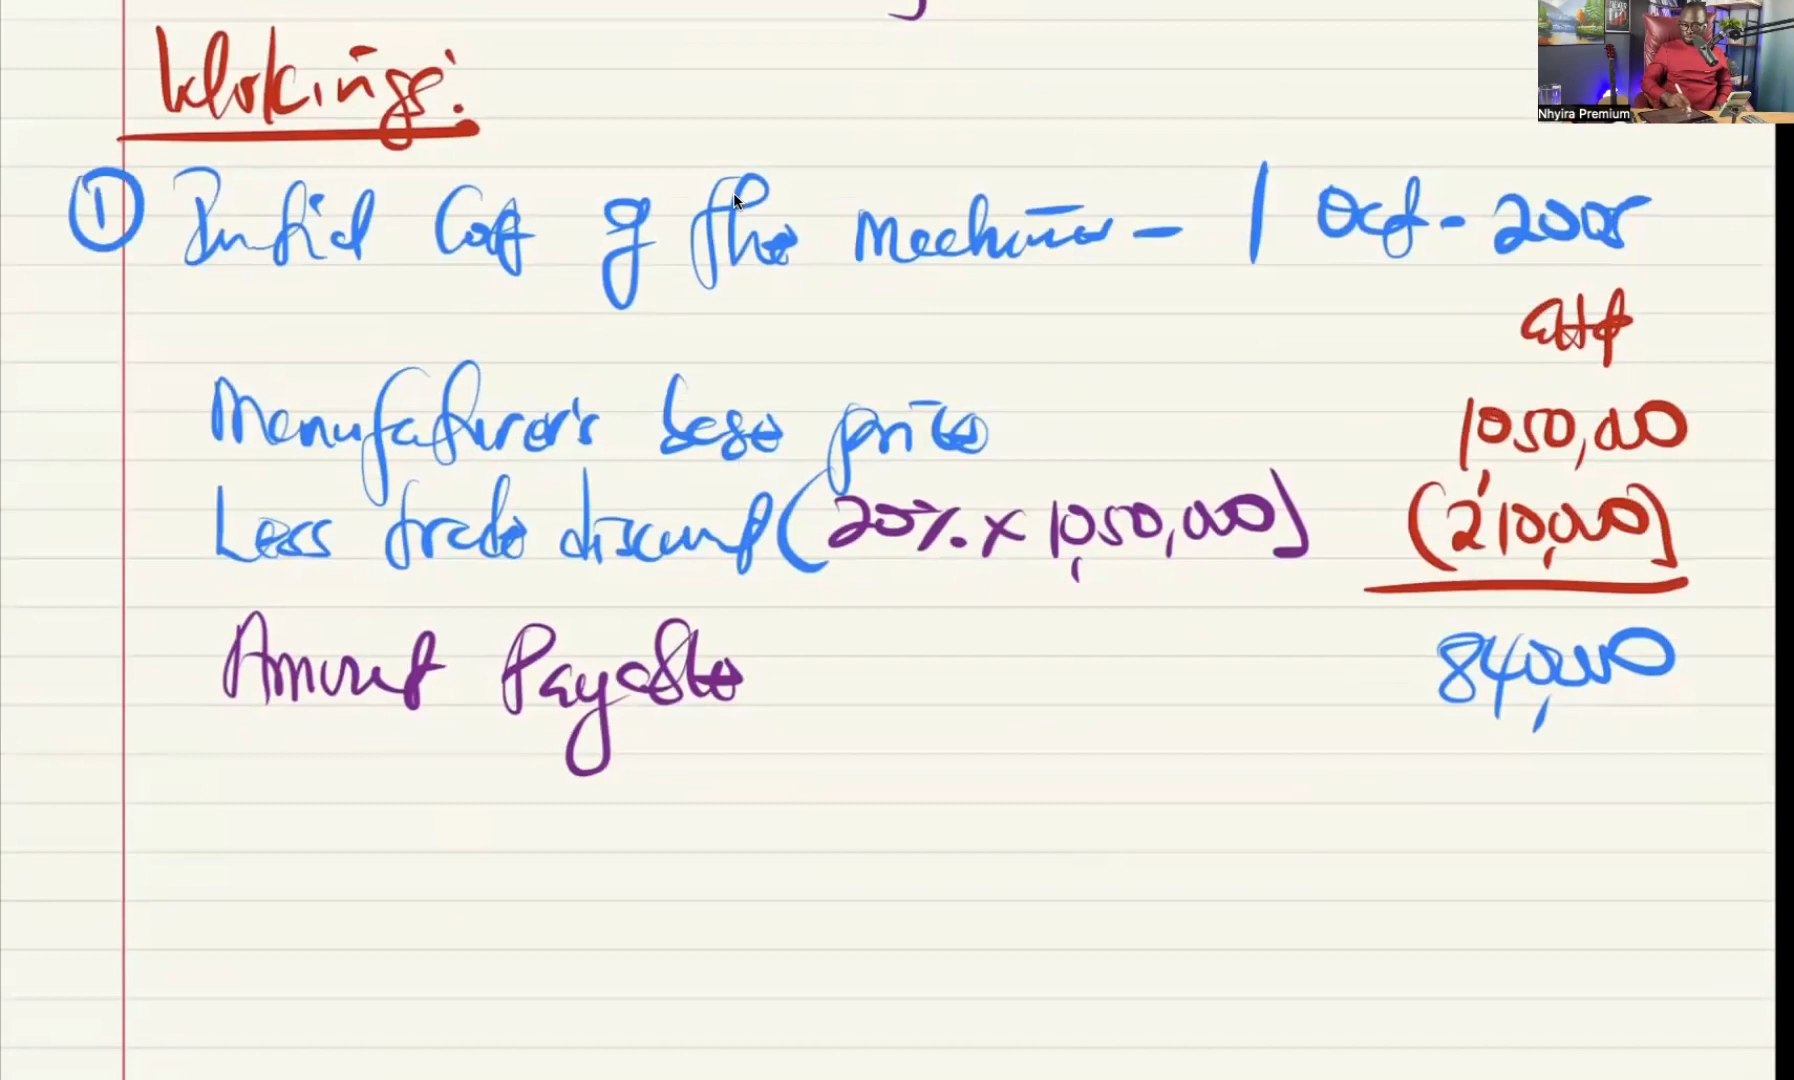 Workings:
① Initial Cost of the Machine - 1 Oct - 2005
GH¢
Manufacturer's base price 1,050,000
Less trade discount (20% x 1,050,000) (210,000)
Amount Payable 840,000
Nhyira Premium